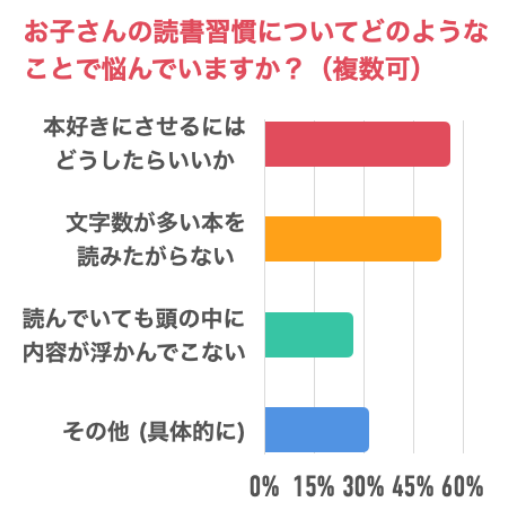 お子さんの読書習慣についてどのような
ことで悩んでいますか？（複数可）
本好きにさせるには
どうしたらいいか
文字数が多い本を
読みたがらない
読んでいても頭の中に
内容が浮かんでこない
その他 (具体的に)
0% 15% 30% 45% 60%